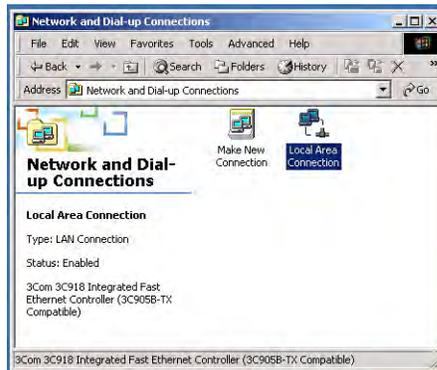 Network and Dial-up Connections
File Edit View Favorites Tools Advanced Help
Back Search Folders History
Address Network and Dial-up Connections Go
Network and Dial-
up Connections
Make New
Connection
Local Area
Connection
Local Area Connection
Type: LAN Connection
Status: Enabled
3Com 3C918 Integrated Fast
Ethernet Controller (3C905B-TX
Compatible)
3Com 3C918 Integrated Fast Ethernet Controller (3C905B-TX Compatible)